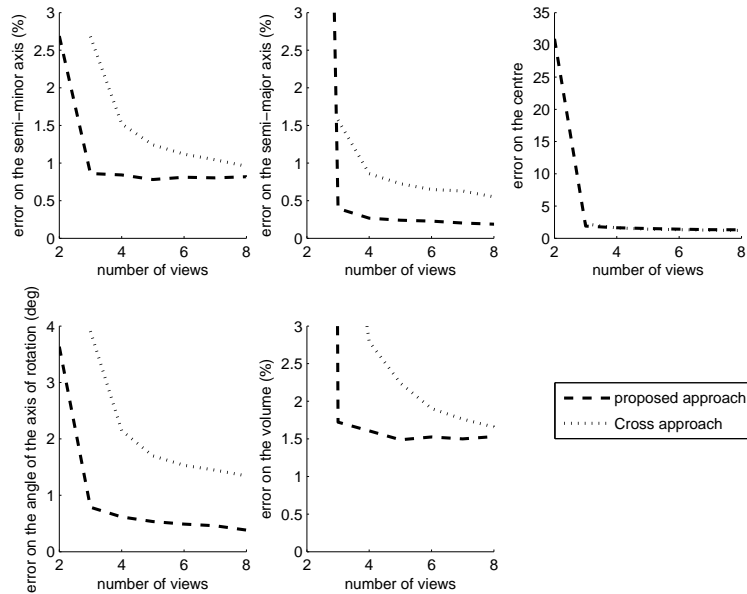 error on the semi−minor axis (%)
3
2.5
2
1.5
1
0.5
0
2 4 6 8
number of views
error on the semi−major axis (%)
3
2.5
2
1.5
1
0.5
0
2 4 6 8
number of views
error on the centre
35
30
25
20
15
10
5
0
2 4 6 8
number of views
error on the angle of the axis of rotation (deg)
4
3
2
1
0
2 4 6 8
number of views
error on the volume (%)
3
2.5
2
1.5
1
0.5
0
2 4 6 8
number of views
proposed approach
Cross approach